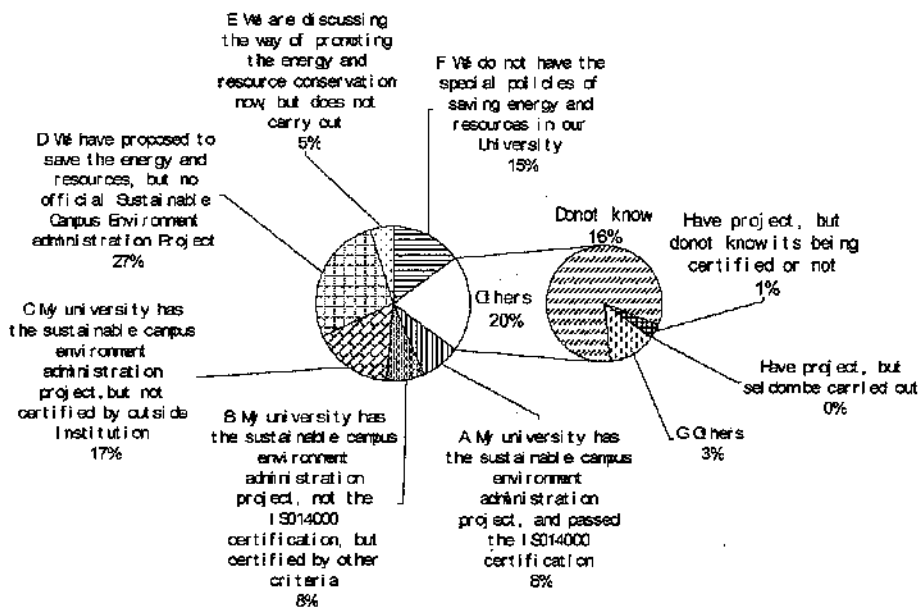 E We are discussing
the way of promoting
the energy and
resource conservation
now, but does not
carry out
5%
F We do not have the
special policies of
saving energy and
resources in our
University
15%
D We have proposed to
save the energy and
resources, but no
official Sustainable
Campus Environment
administration Project
27%
Donot know
16%
Have project, but
donot know its being
certified or not
1%
Others
20%
C My university has
the sustainable campus
environment
administration
project, but not
certified by outside
Institution
17%
Have project, but
seldombe carried out
0%
G Others
3%
B My university has
the sustainable campus
environment
administration
project, not the
ISO14000
certification, but
certified by other
criteria
8%
A My university has
the sustainable campus
environment
administration
project, and passed
the ISO14000
certification
8%